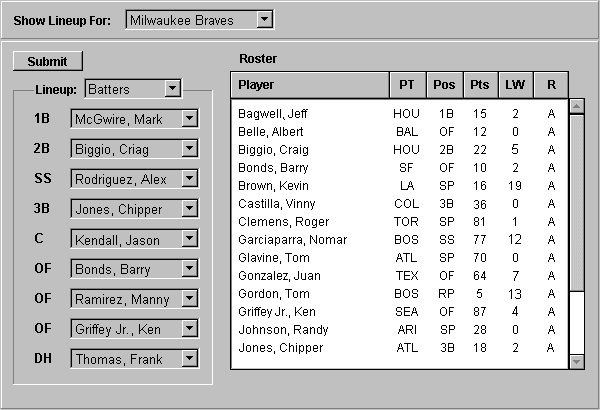 Show Lineup For: Milwaukee Braves
Submit
Lineup: Batters
1B McGwire, Mark
2B Biggio, Criag
SS Rodriguez, Alex
3B Jones, Chipper
C Kendall, Jason
OF Bonds, Barry
OF Ramirez, Manny
OF Griffey Jr., Ken
DH Thomas, Frank
Roster
Player PT Pos Pts LW R
Bagwell, Jeff HOU 1B 15 2 A
Belle, Albert BAL OF 12 0 A
Biggio, Craig HOU 2B 22 5 A
Bonds, Barry SF OF 10 2 A
Brown, Kevin LA SP 16 19 A
Castilla, Vinny COL 3B 36 0 A
Clemens, Roger TOR SP 81 1 A
Garciaparra, Nomar BOS SS 77 12 A
Glavine, Tom ATL SP 70 0 A
Gonzalez, Juan TEX OF 64 7 A
Gordon, Tom BOS RP 5 13 A
Griffey Jr., Ken SEA OF 87 4 A
Johnson, Randy ARI SP 28 0 A
Jones, Chipper ATL 3B 18 2 A